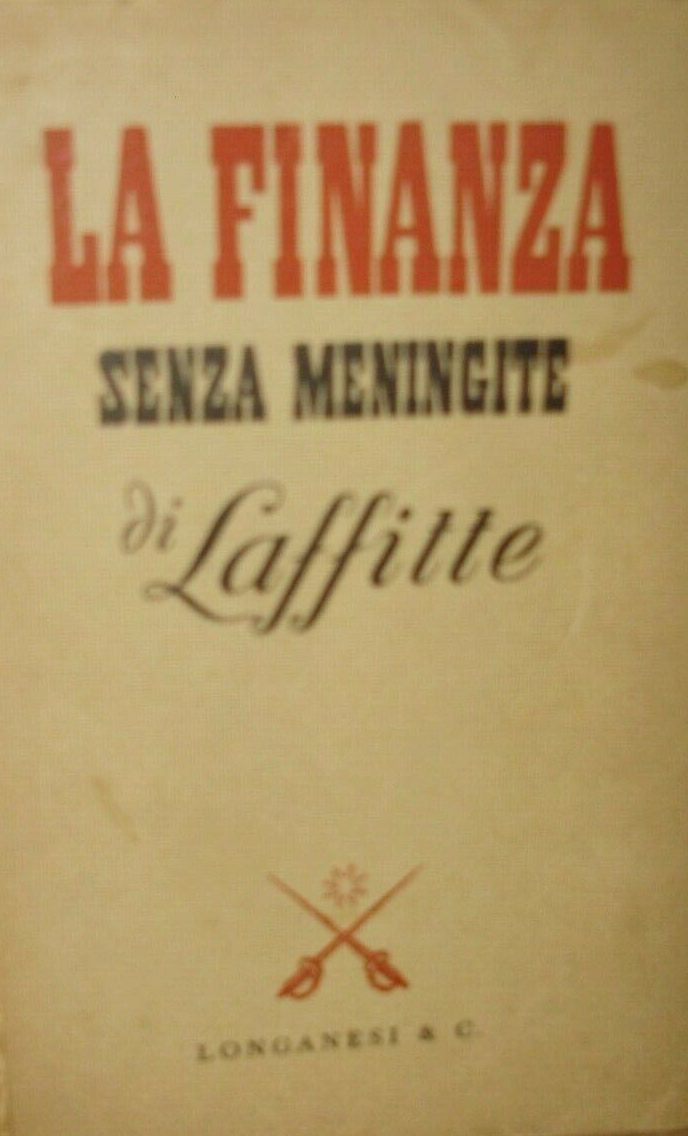 LA FINANZA
SENZA MENINGITE
di Laffitte
LONGANESI & C.